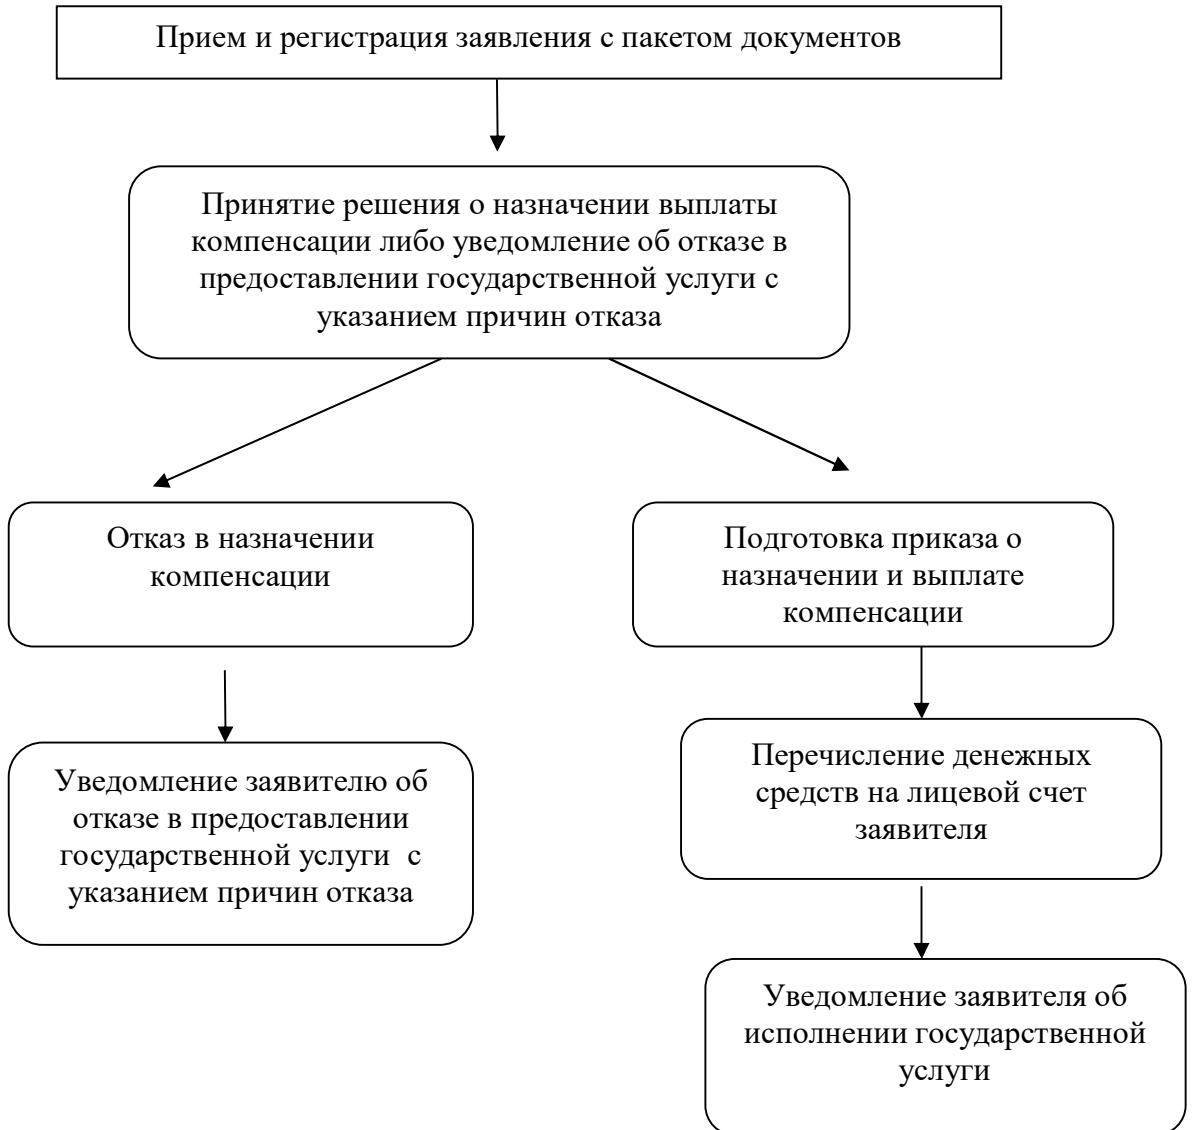 Прием и регистрация заявления с пакетом документов
Принятие решения о назначении выплаты
компенсации либо уведомление об отказе в
предоставлении государственной услуги с
указанием причин отказа
Отказ в назначении
компенсации
Подготовка приказа о
назначении и выплате
компенсации
Уведомление заявителю об
отказе в предоставлении
государственной услуги с
указанием причин отказа
Перечисление денежных
средств на лицевой счет
заявителя
Уведомление заявителя об
исполнении государственной
услуги